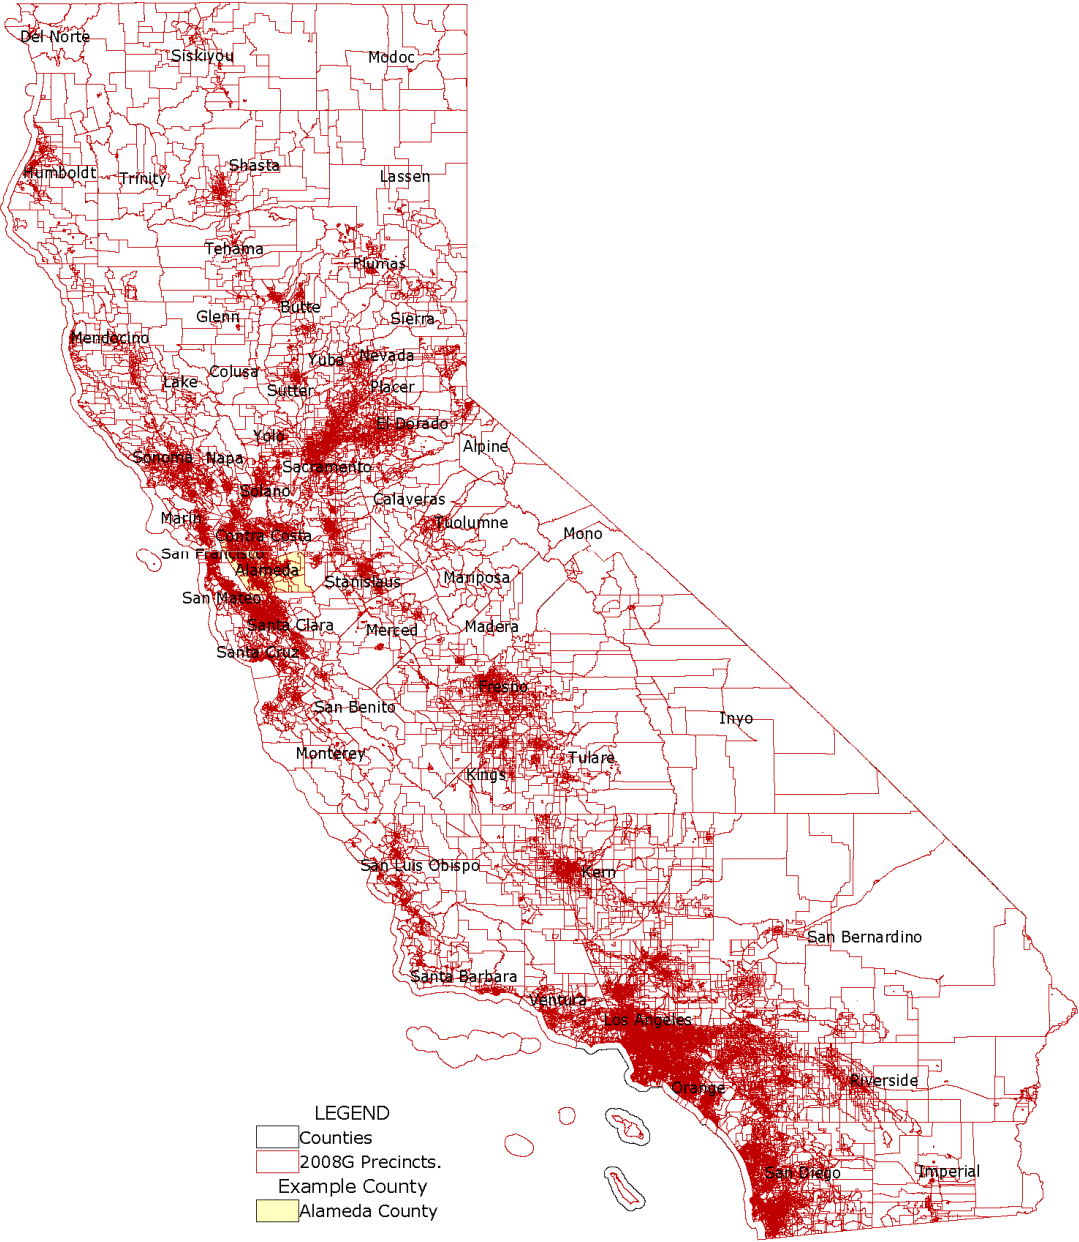 Del Norte
Siskiyou
Modoc
Humboldt
Trinity
Shasta
Lassen
Tehama
Plumas
Glenn
Butte
Sierra
Mendocino
Lake
Colusa
Yuba
Nevada
Sutter
Placer
El Dorado
Yolo
Alpine
Sonoma
Napa
Sacramento
Solano
Calaveras
Marin
Tuolumne
Contra Costa
Mono
San Francisco
Alameda
Stanislaus
Mariposa
San Mateo
Santa Clara
Merced
Madera
Santa Cruz
Fresno
San Benito
Inyo
Monterey
Tulare
Kings
San Luis Obispo
Kern
San Bernardino
Santa Barbara
Ventura
Los Angeles
Orange
Riverside
San Diego
Imperial
LEGEND
Counties
2008G Precincts.
Example County
Alameda County